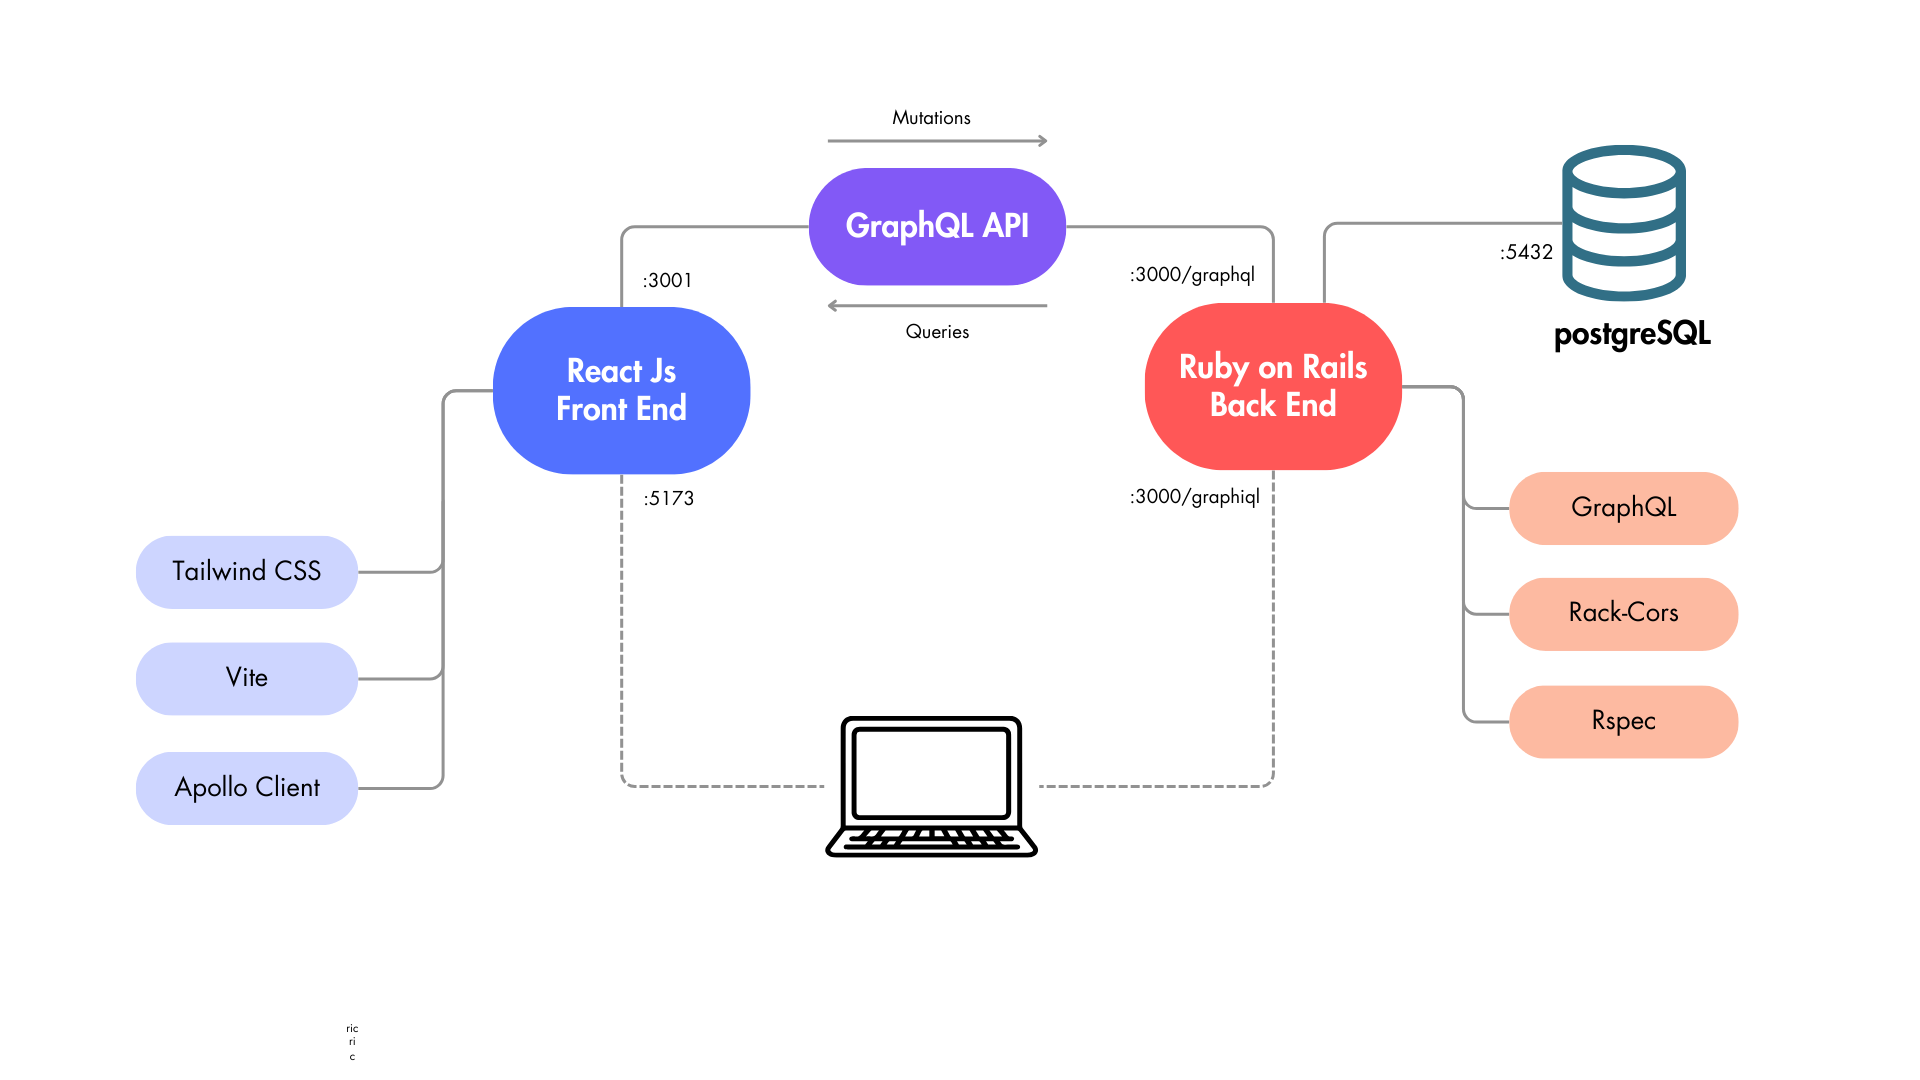 Mutations
GraphQL API
Queries
:3001
:3000/graphql
:5432
postgreSQL
React Js
Front End
Ruby on Rails
Back End
:5173
:3000/graphiql
Tailwind CSS
Vite
Apollo Client
GraphQL
Rack-Cors
Rspec
ric
ri
c